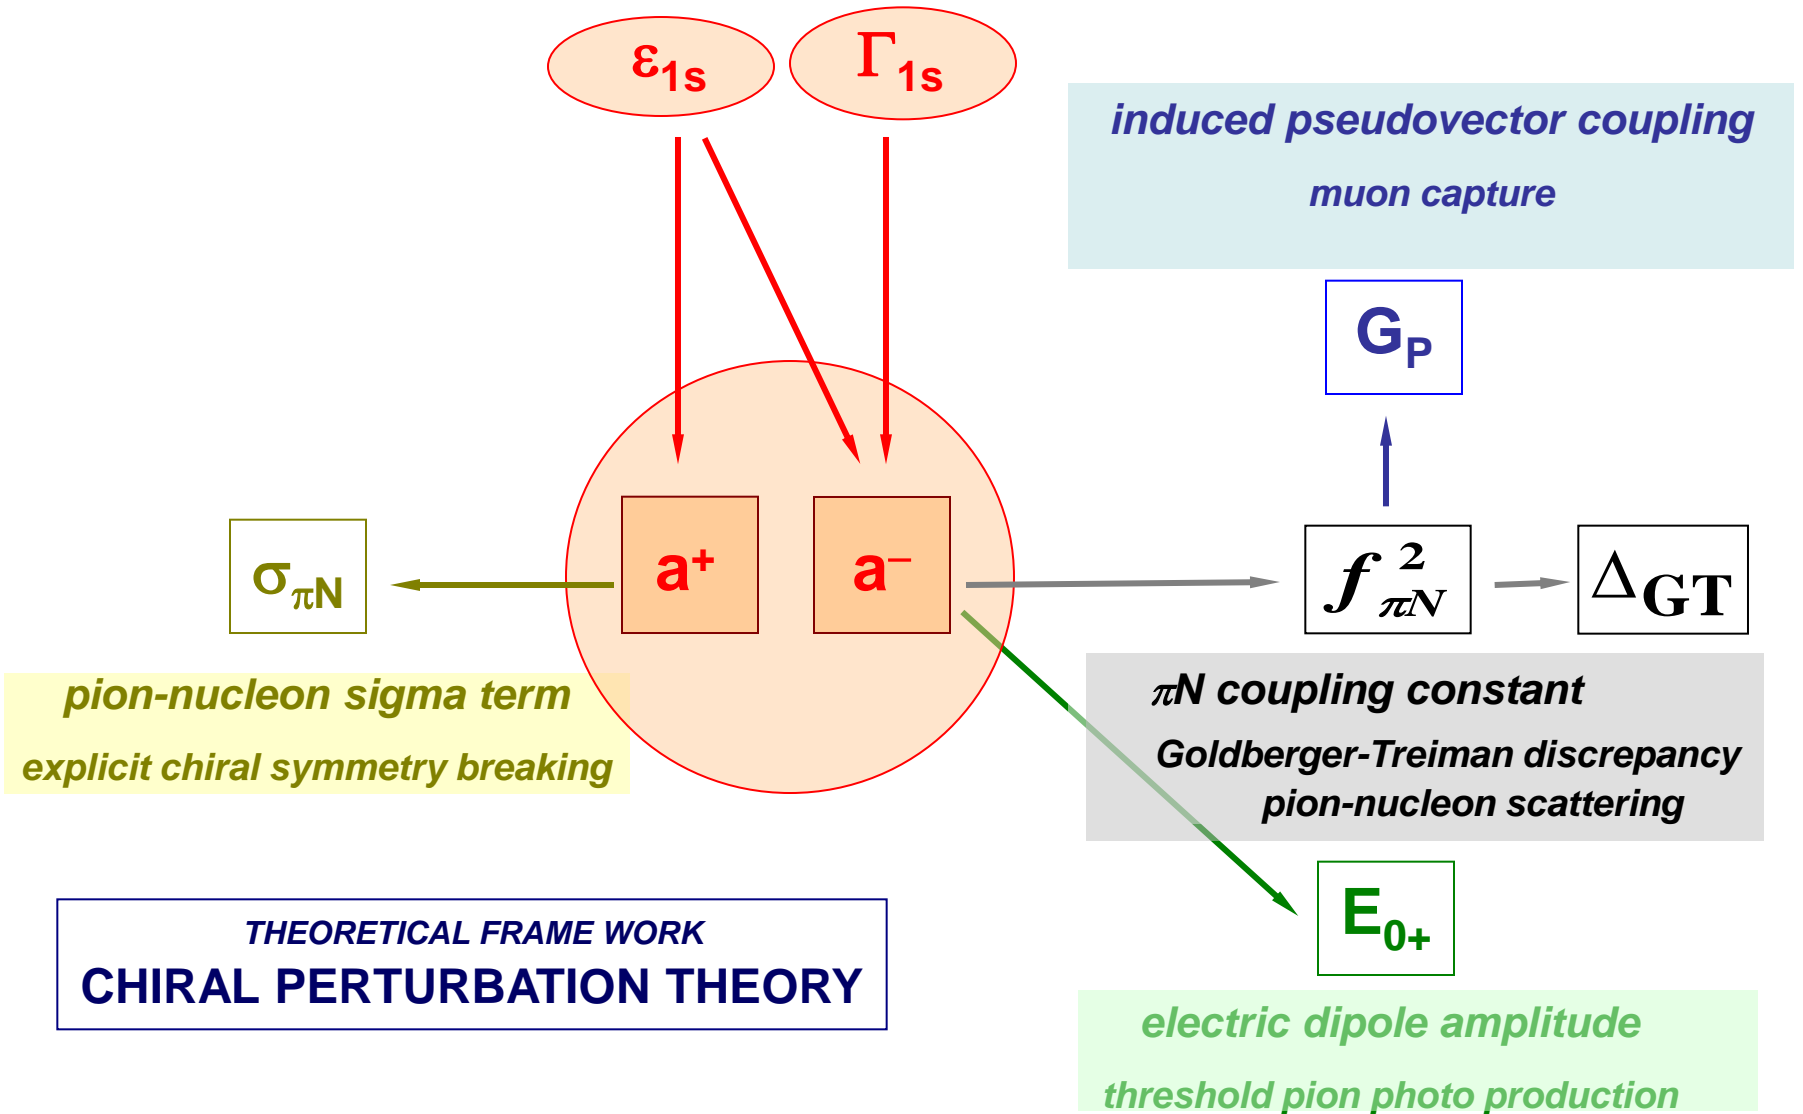 ε1s
Γ1s
induced pseudovector coupling
muon capture
GP
a+
a–
σπN
f 2 πN
ΔGT
pion-nucleon sigma term
explicit chiral symmetry breaking
πN coupling constant
Goldberger-Treiman discrepancy
pion-nucleon scattering
THEORETICAL FRAME WORK
CHIRAL PERTURBATION THEORY
E0+
electric dipole amplitude
threshold pion photo production